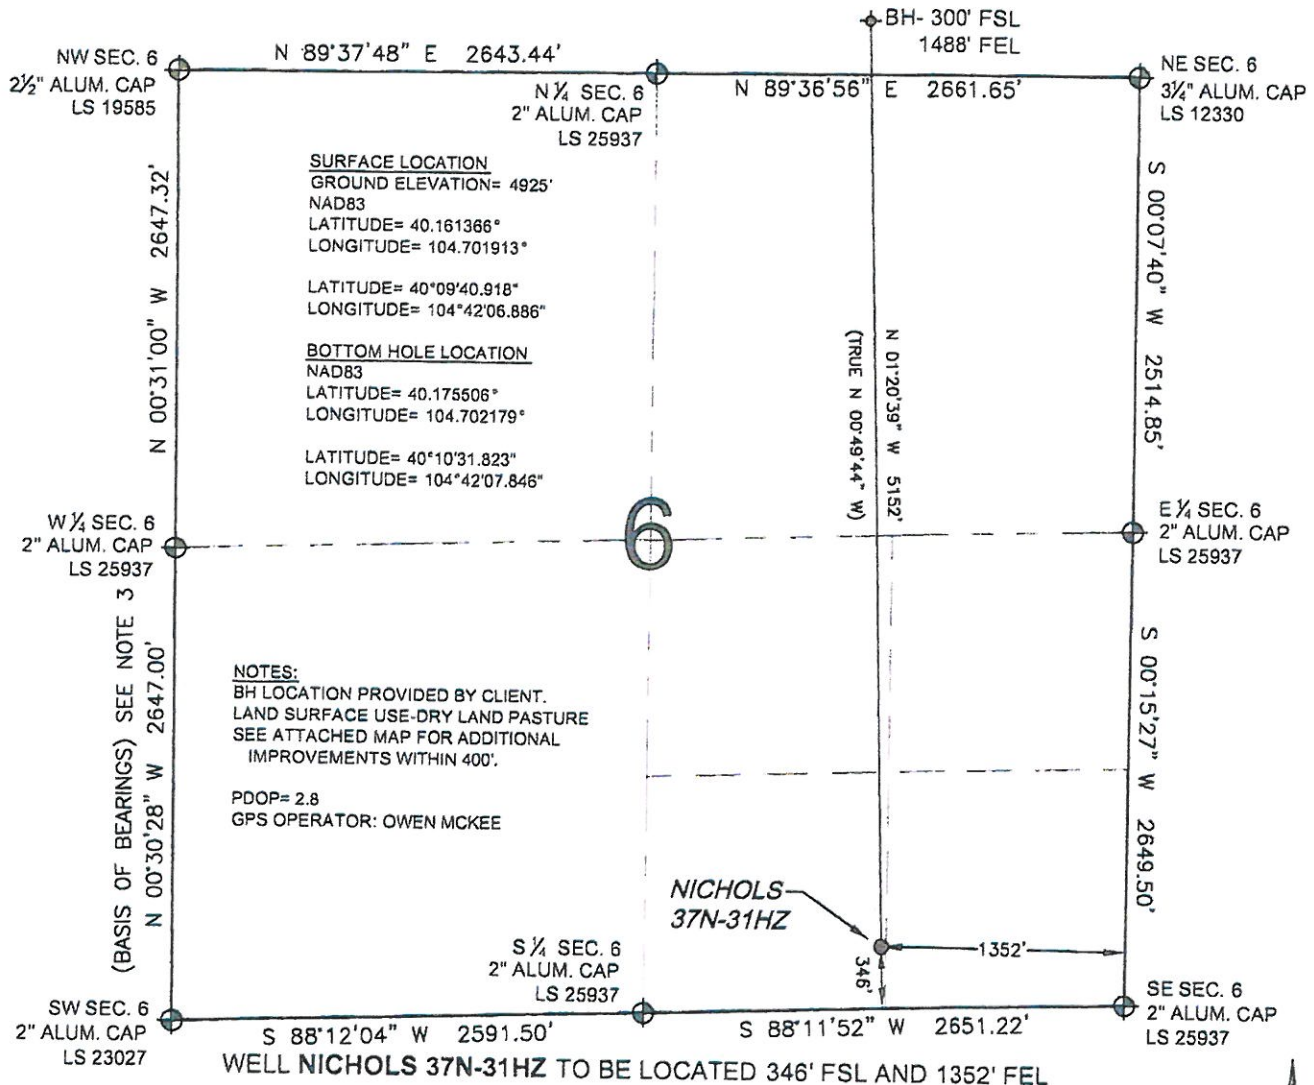 BH- 300' FSL
1488' FEL
NW SEC. 6
2½" ALUM. CAP
LS 19585
N 89°37'48" E 2643.44'
N ¼ SEC. 6
2" ALUM. CAP
LS 25937
N 89°36'56" E 2661.65'
NE SEC. 6
3¼" ALUM. CAP
LS 12330
SURFACE LOCATION
GROUND ELEVATION= 4925'
NAD83
LATITUDE= 40.161366°
LONGITUDE= 104.701913°
LATITUDE= 40°09'40.918"
LONGITUDE= 104°42'06.886"
BOTTOM HOLE LOCATION
NAD83
LATITUDE= 40.175506°
LONGITUDE= 104.702179°
LATITUDE= 40°10'31.823"
LONGITUDE= 104°42'07.846"
N 00°31'00" W 2647.32'
N 01°20'39" W 5152'
(TRUE N 00°49'44" W)
S 00°07'40" W 2514.85'
W ¼ SEC. 6
2" ALUM. CAP
LS 25937
6
E ¼ SEC. 6
2" ALUM. CAP
LS 25937
(BASIS OF BEARINGS) SEE NOTE 3
N 00°30'28" W 2647.00'
NOTES:
BH LOCATION PROVIDED BY CLIENT.
LAND SURFACE USE-DRY LAND PASTURE
SEE ATTACHED MAP FOR ADDITIONAL
IMPROVEMENTS WITHIN 400'.
PDOP= 2.8
GPS OPERATOR: OWEN MCKEE
S 00°15'27" W 2649.50'
NICHOLS
37N-31HZ
1352'
346'
S ¼ SEC. 6
2" ALUM. CAP
LS 25937
SW SEC. 6
2" ALUM. CAP
LS 23027
S 88°12'04" W 2591.50'
S 88°11'52" W 2651.22'
SE SEC. 6
2" ALUM. CAP
LS 25937
WELL NICHOLS 37N-31HZ TO BE LOCATED 346' FSL AND 1352' FEL